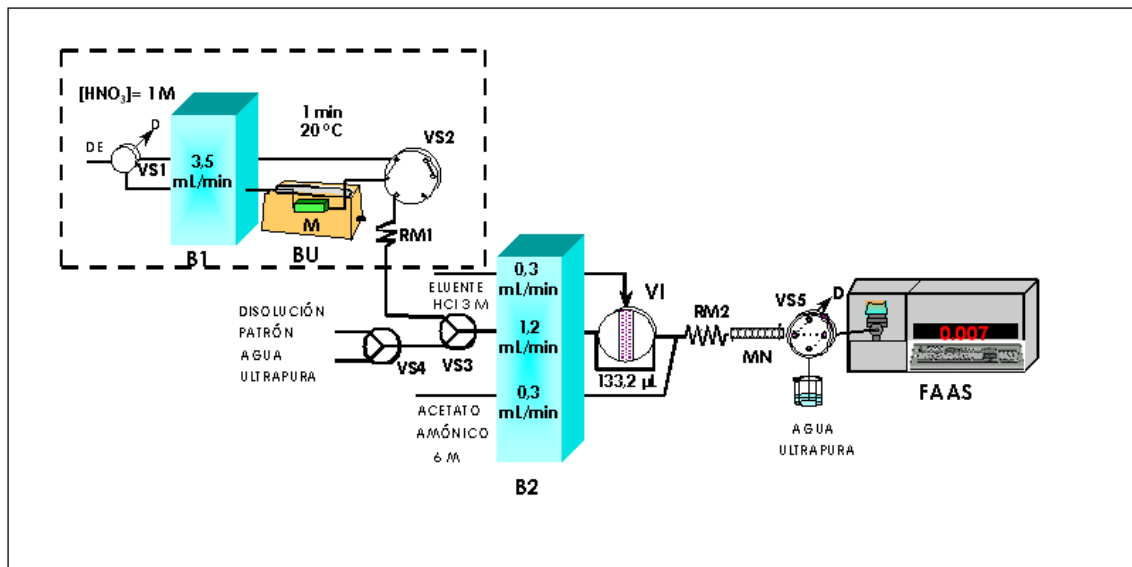 [HNO₃]= 1 M
1 min
20 ºC
DE
D
VS1
VS2
3,5
mL/min
M
B1
BU
RM1
ELUENTE
HCl 3 M
0,3
mL/min
VI
DISOLUCIÓN
PATRÓN
AGUA
ULTRAPURA
VS4
VS3
1,2
mL/min
133,2 µL
RM2
MN
VS5
D
0.007
FAAS
ACETATO
AMÓNICO
6 M
0,3
mL/min
AGUA
ULTRAPURA
B2